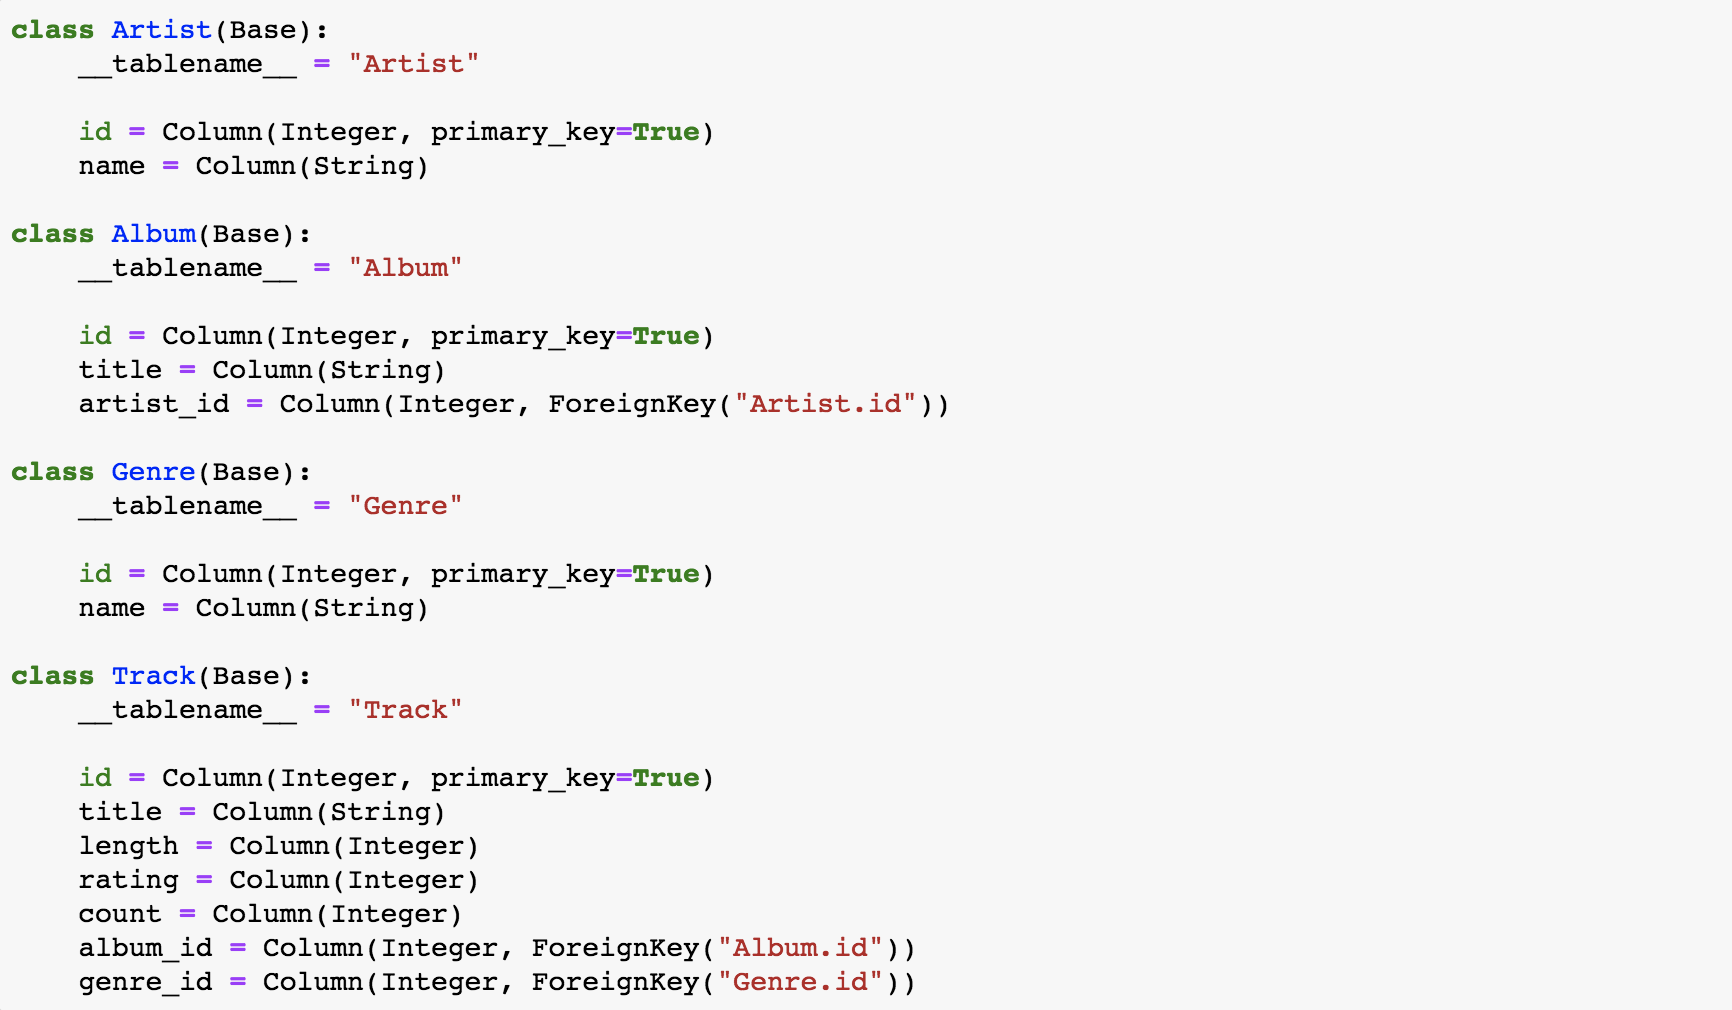 class Artist(Base):
    __tablename__ = "Artist"

    id = Column(Integer, primary_key=True)
    name = Column(String)

class Album(Base):
    __tablename__ = "Album"

    id = Column(Integer, primary_key=True)
    title = Column(String)
    artist_id = Column(Integer, ForeignKey("Artist.id"))

class Genre(Base):
    __tablename__ = "Genre"

    id = Column(Integer, primary_key=True)
    name = Column(String)

class Track(Base):
    __tablename__ = "Track"

    id = Column(Integer, primary_key=True)
    title = Column(String)
    length = Column(Integer)
    rating = Column(Integer)
    count = Column(Integer)
    album_id = Column(Integer, ForeignKey("Album.id"))
    genre_id = Column(Integer, ForeignKey("Genre.id"))